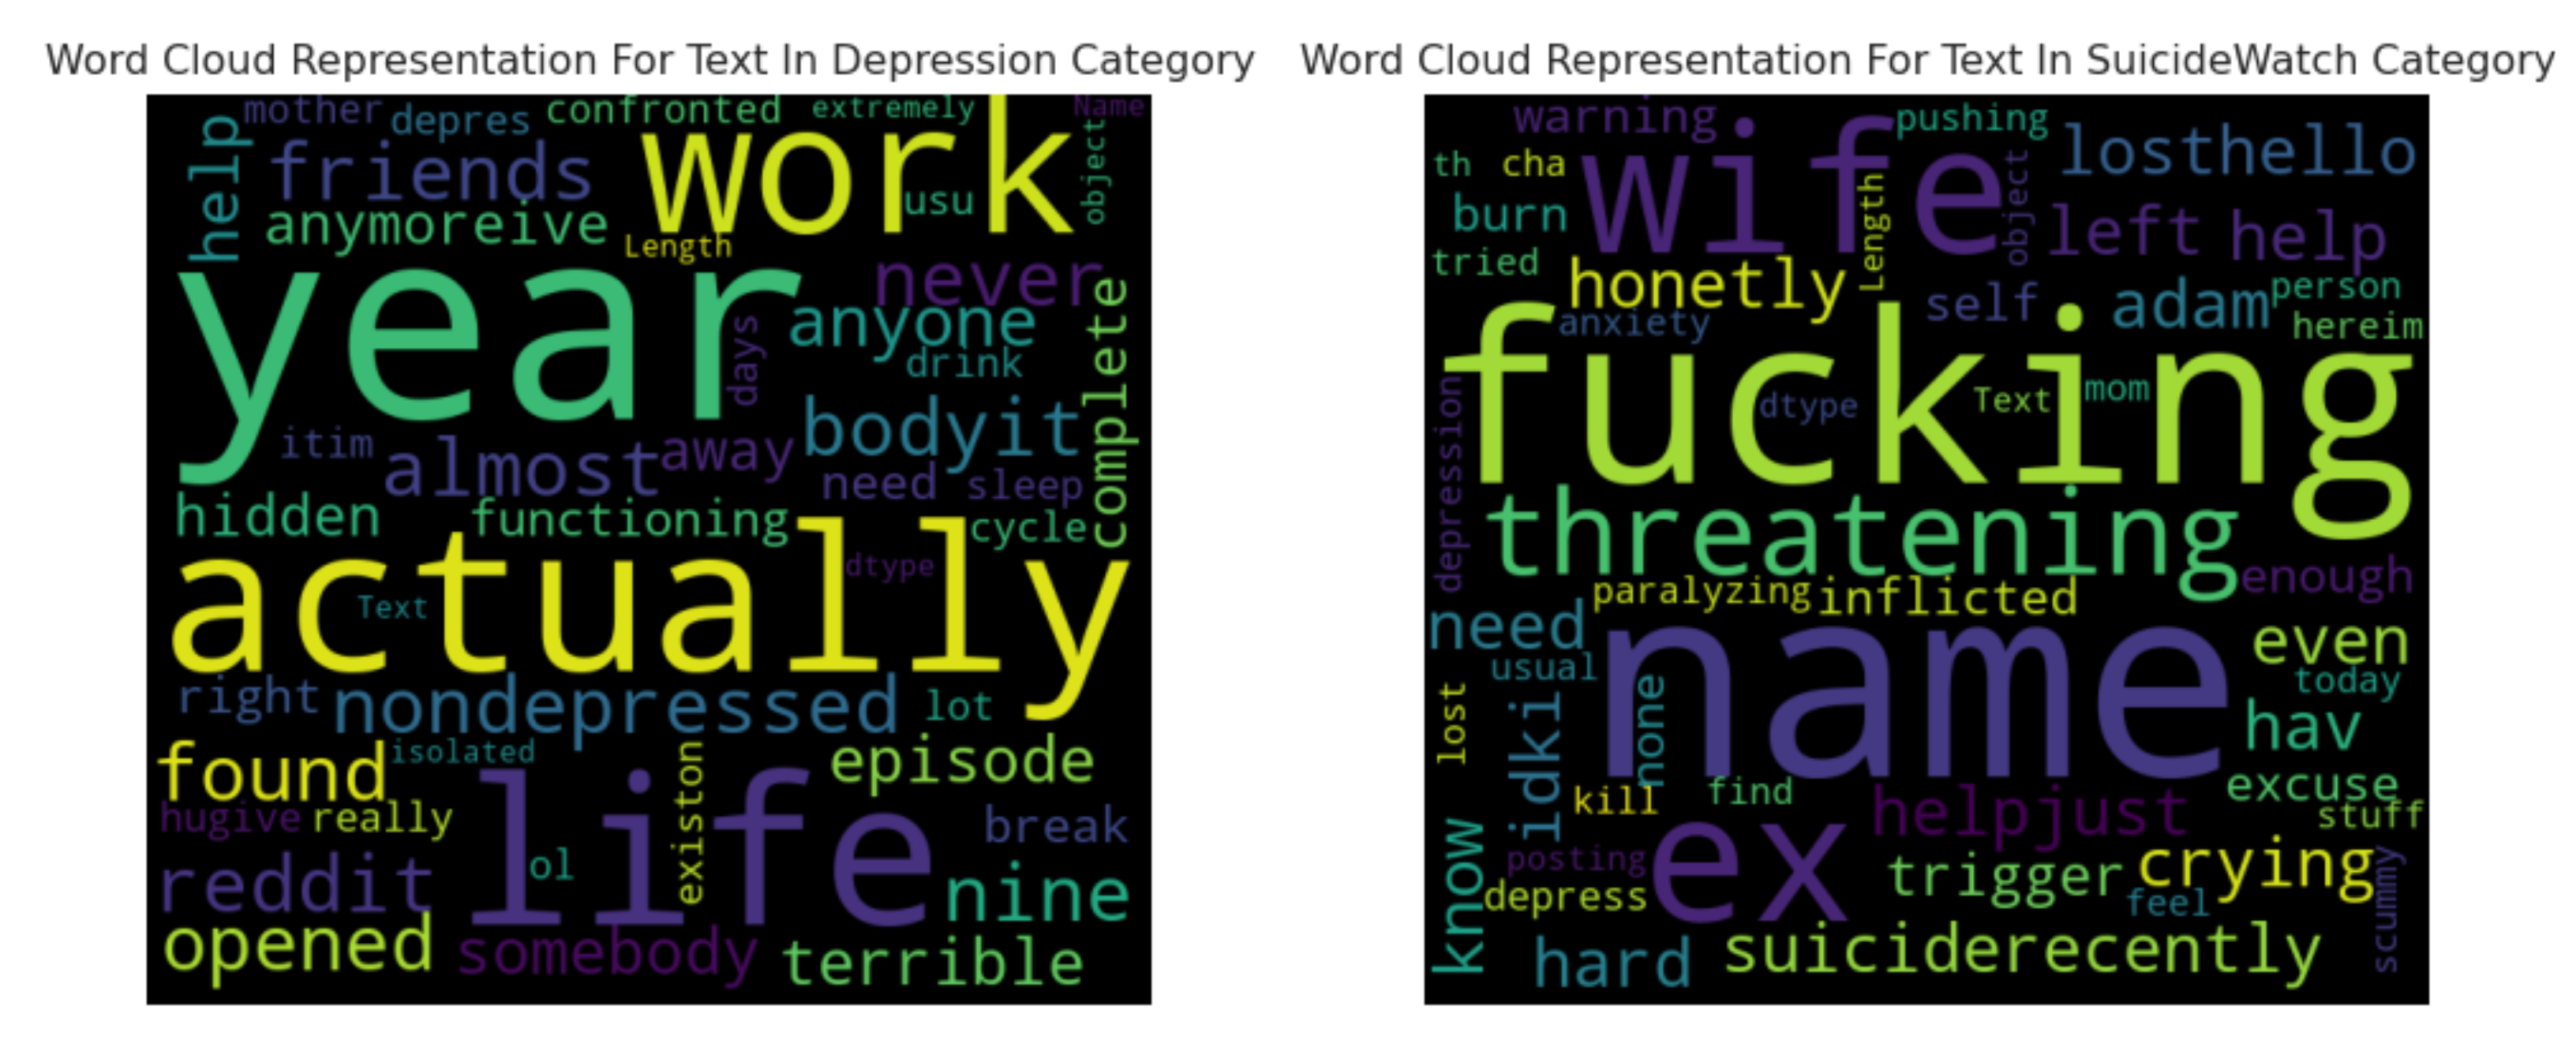 Word Cloud Representation For Text In Depression Category
Word Cloud Representation For Text In SuicideWatch Category
mother
depres
confronted
extremely
Name
help
friends
work
usu
object
anymoreive
Length
never
year
days
anyone
drink
complete
bodyit
itim
almost
away
need
sleep
hidden
functioning
cycle
actually
dtype
Text
right
nondepressed
lot
found
isolated
episode
existon
hugive
really
life
break
reddit
ol
nine
opened
somebody
terrible
warning
wife
pushing
losthello
th
cha
Length
object
burn
left
help
tried
honetly
self
adam
person
anxiety
hereim
fucking
depression
dtype
Text
mom
threatening
paralyzing
inflicted
enough
need
name
even
usual
today
lost
idki
none
hav
kill
find
excuse
helpjust
stuff
know
posting
ex
trigger
crying
depress
feel
scummy
hard
suiciderecently